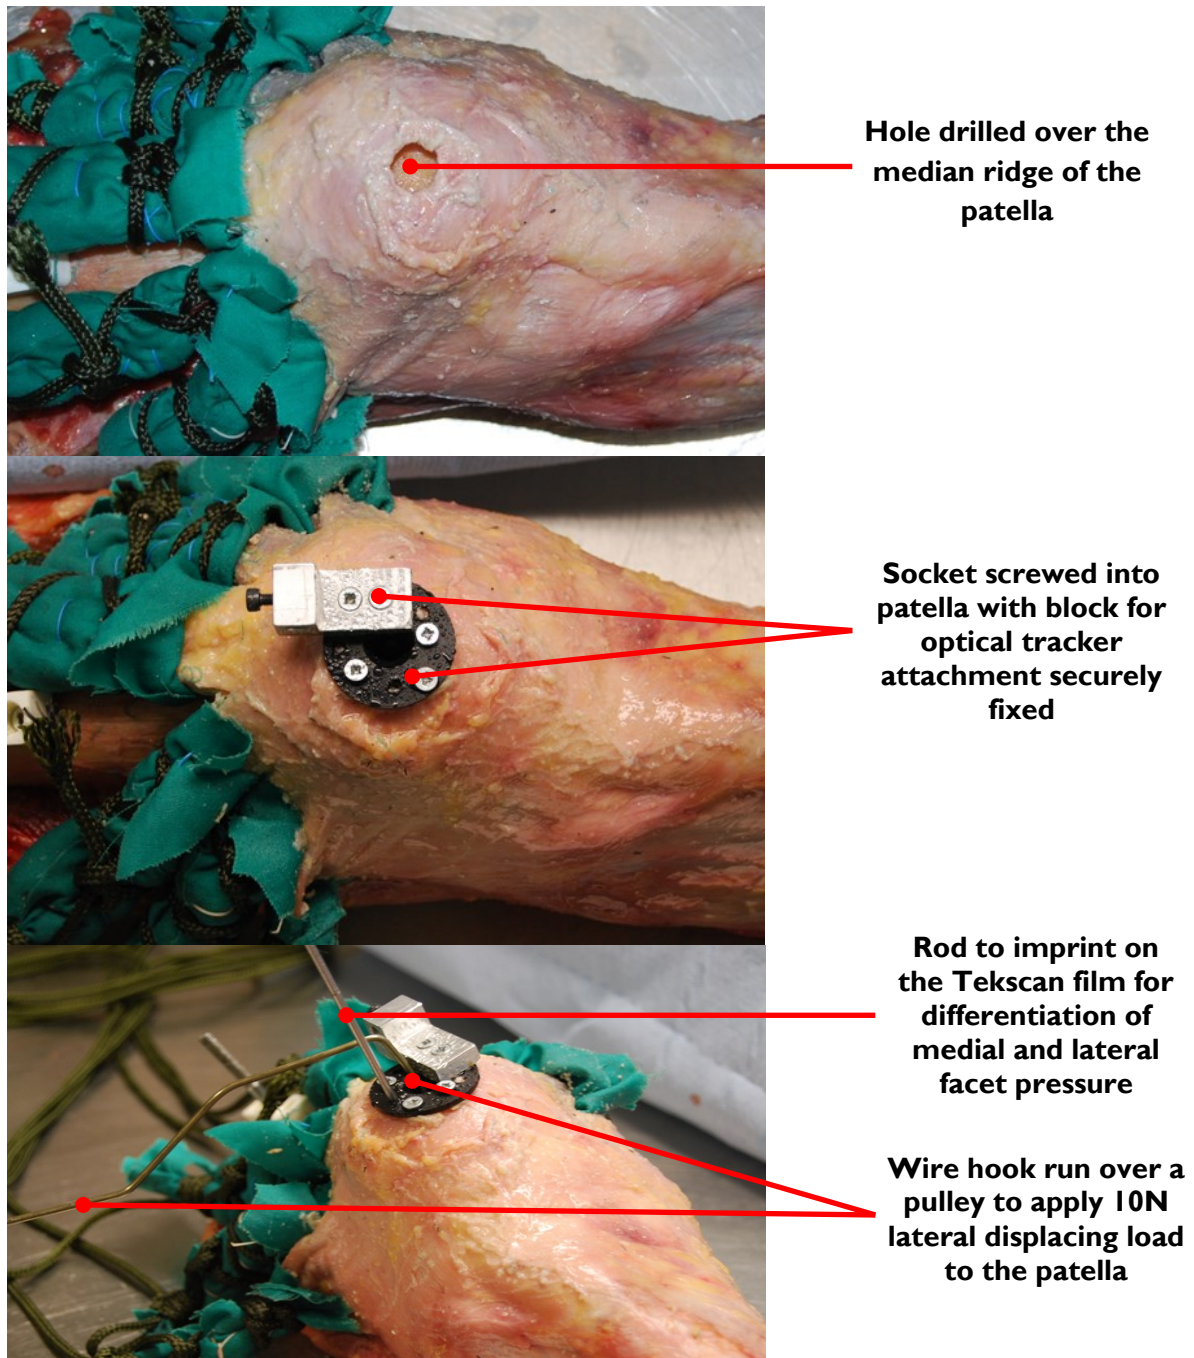 Hole drilled over the
median ridge of the
patella
Socket screwed into
patella with block for
optical tracker
attachment securely
fixed
Rod to imprint on
the Tekscan film for
differentiation of
medial and lateral
facet pressure
Wire hook run over a
pulley to apply 10N
lateral displacing load
to the patella